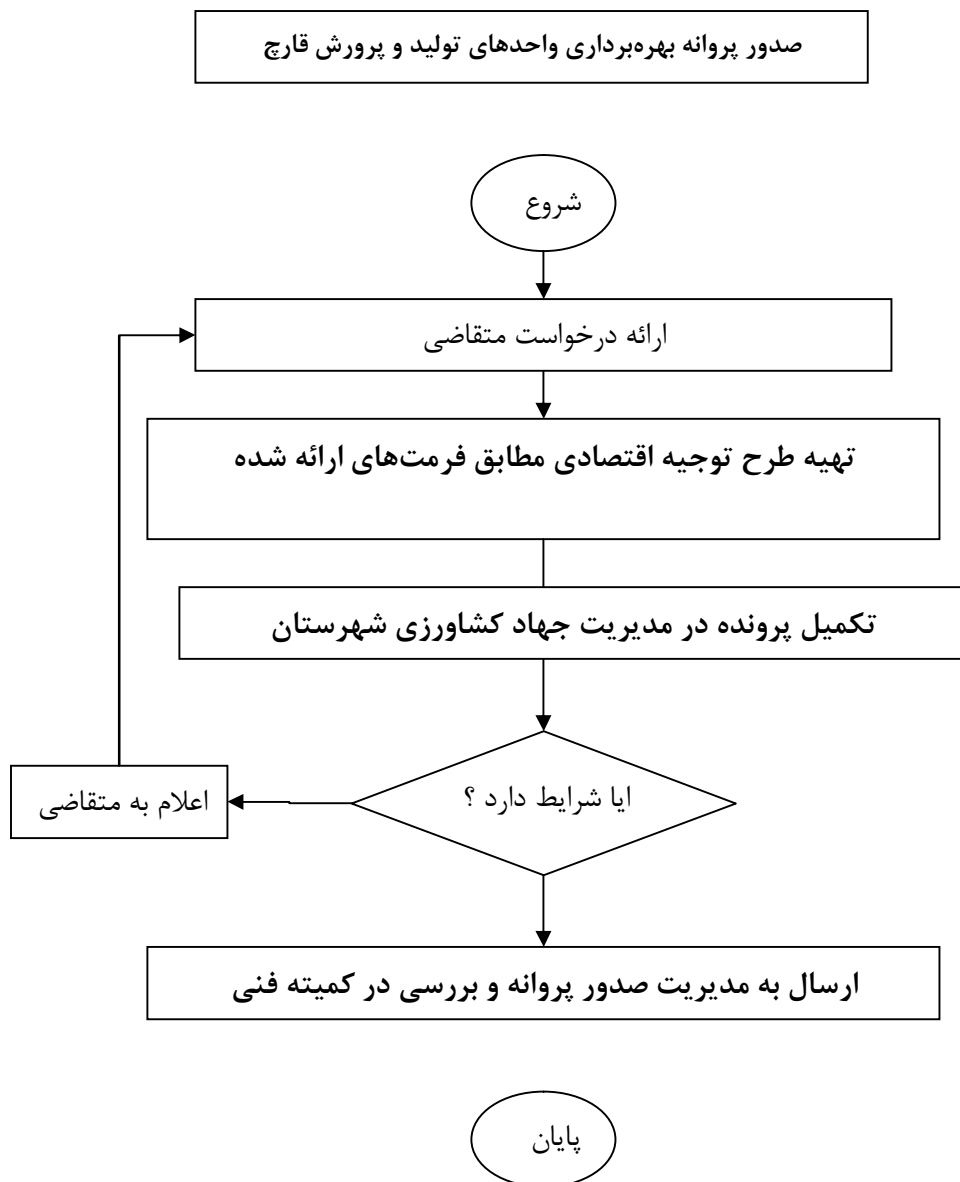 صدور پروانه بهره‌برداری واحدهای تولید و پرورش قارچ
شروع
ارائه درخواست متقاضی
تهیه طرح توجیه اقتصادی مطابق فرمت‌های ارائه شده
تکمیل پرونده در مدیریت جهاد کشاورزی شهرستان
ایا شرایط دارد ؟
اعلام به متقاضی
ارسال به مدیریت صدور پروانه و بررسی در کمیته فنی
پایان